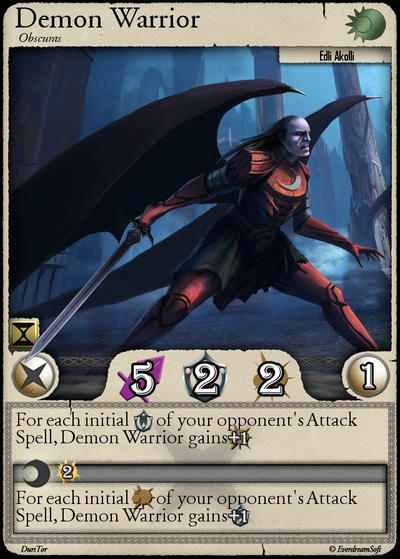 Demon Warrior
Obscuras
Edli Akolli
5 2 2 1
For each initial of your opponent's Attack
Spell, Demon Warrior gains +1
2
For each initial of your opponent's Attack
Spell, Demon Warrior gains +1
DursTor
© EverdreamSoft